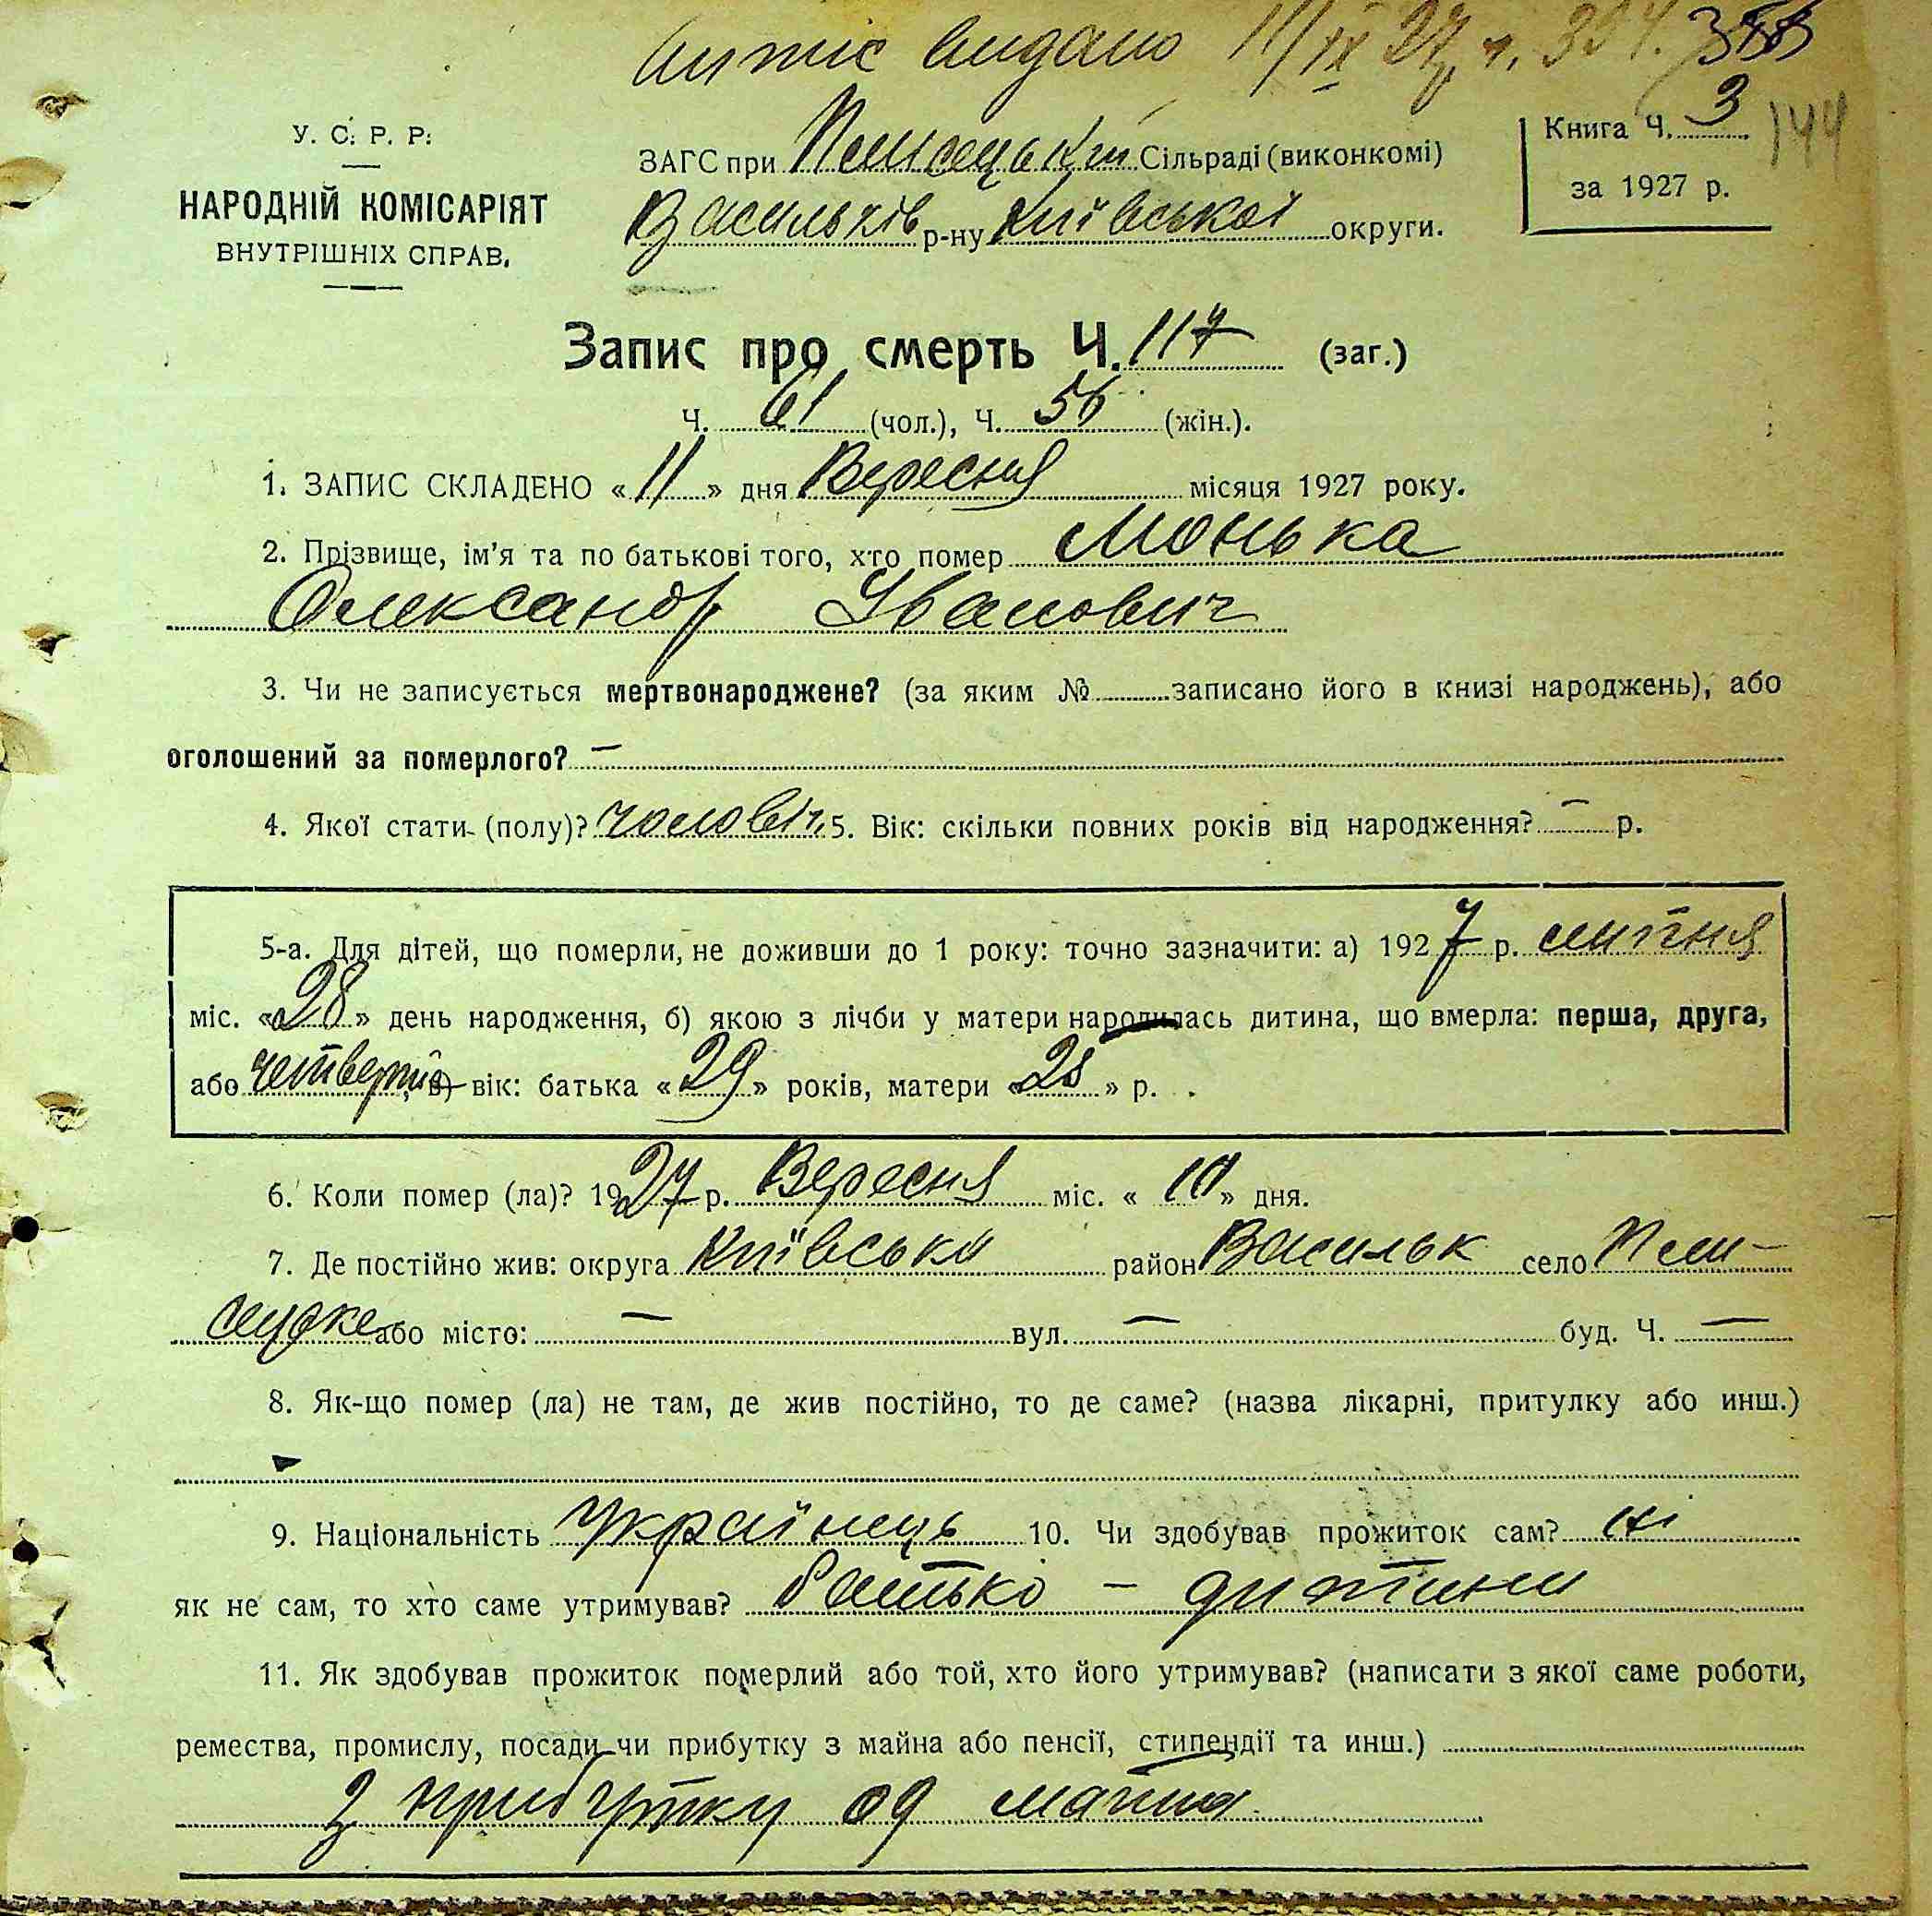 витіс видано 11/IX 27 р. ч. 394.
У. С. Р. Р.
НАРОДНІЙ КОМІСАРІЯТ
ВНУТРІШНІХ СПРАВ.
ЗАГС при Сільраді (виконкомі)
Васильків р-ну Київської округи.
Книга Ч. 3
144
за 1927 р.
Запис про смерть Ч. 117 (заг.)
Ч. 61 (чол.), Ч. 56 (жін.).
1. ЗАПИС СКЛАДЕНО «11» дня Вересня місяця 1927 року.
2. Прізвище, ім'я та по батькові того, хто помер Монька
Олександр Іванович
3. Чи не записується мертвонароджене? (за яким № записано його в книзі народжень), або
оголошений за померлого? —
4. Якої стати (полу)? чоловіч. 5. Вік: скільки повних років від народження? — р.
5-а. Для дітей, що померли, не доживши до 1 року: точно зазначити: а) 1927 р. липня
міс. «28» день народження, б) якою з лічби у матери народилась дитина, що вмерла: перша, друга,
або в) вік: батька «29» років, матери «28» р.
6. Коли помер (ла)? 1927 р. Вересня міс. «10» дня.
7. Де постійно жив: округа Київська район Васильк село
або місто: — вул. — буд. Ч. —
8. Як-що помер (ла) не там, де жив постійно, то де саме? (назва лікарні, притулку або инш.)
9. Національність Українець 10. Чи здобував прожиток сам? ні
як не сам, то хто саме утримував? батько — дитини
11. Як здобував прожиток померлий або той, хто його утримував? (написати з якої саме роботи,
ремества, промислу, посади чи прибутку з майна або пенсії, стипендії та инш.)
З прибутку од майна